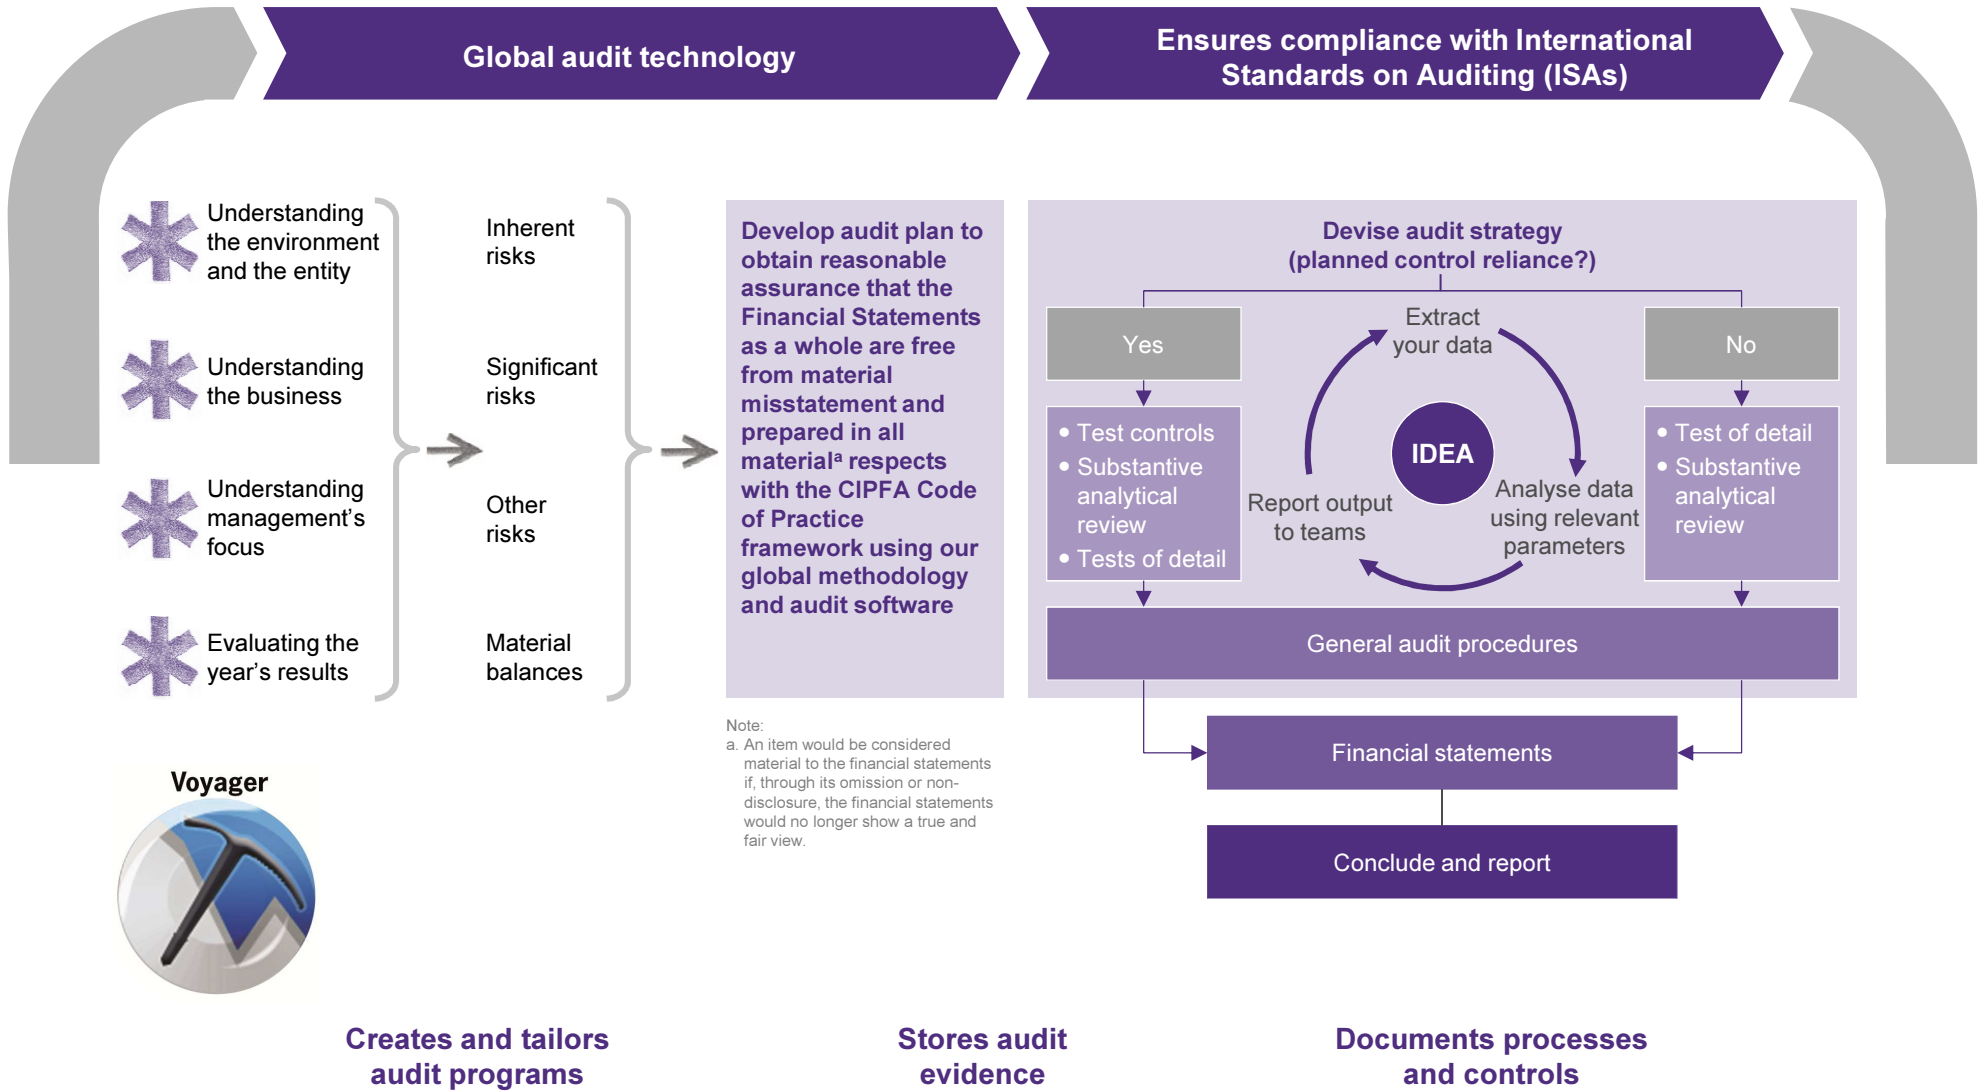 Global audit technology
Ensures compliance with International
Standards on Auditing (ISAs)
Understanding
the environment
and the entity
Understanding
the business
Understanding
management's
focus
Evaluating the
year's results
Inherent
risks
Significant
risks
Other
risks
Material
balances
Develop audit plan to
obtain reasonable
assurance that the
Financial Statements
as a whole are free
from material
misstatement and
prepared in all
materialᵃ respects
with the CIPFA Code
of Practice
framework using our
global methodology
and audit software
Note:
a. An item would be considered
material to the financial statements
if, through its omission or non-
disclosure, the financial statements
would no longer show a true and
fair view.
Devise audit strategy
(planned control reliance?)
Yes
• Test controls
• Substantive
analytical
review
• Tests of detail
Extract
your data
IDEA
Analyse data
using relevant
parameters
Report output
to teams
No
• Test of detail
• Substantive
analytical
review
General audit procedures
Financial statements
Conclude and report
Voyager
Creates and tailors
audit programs
Stores audit
evidence
Documents processes
and controls